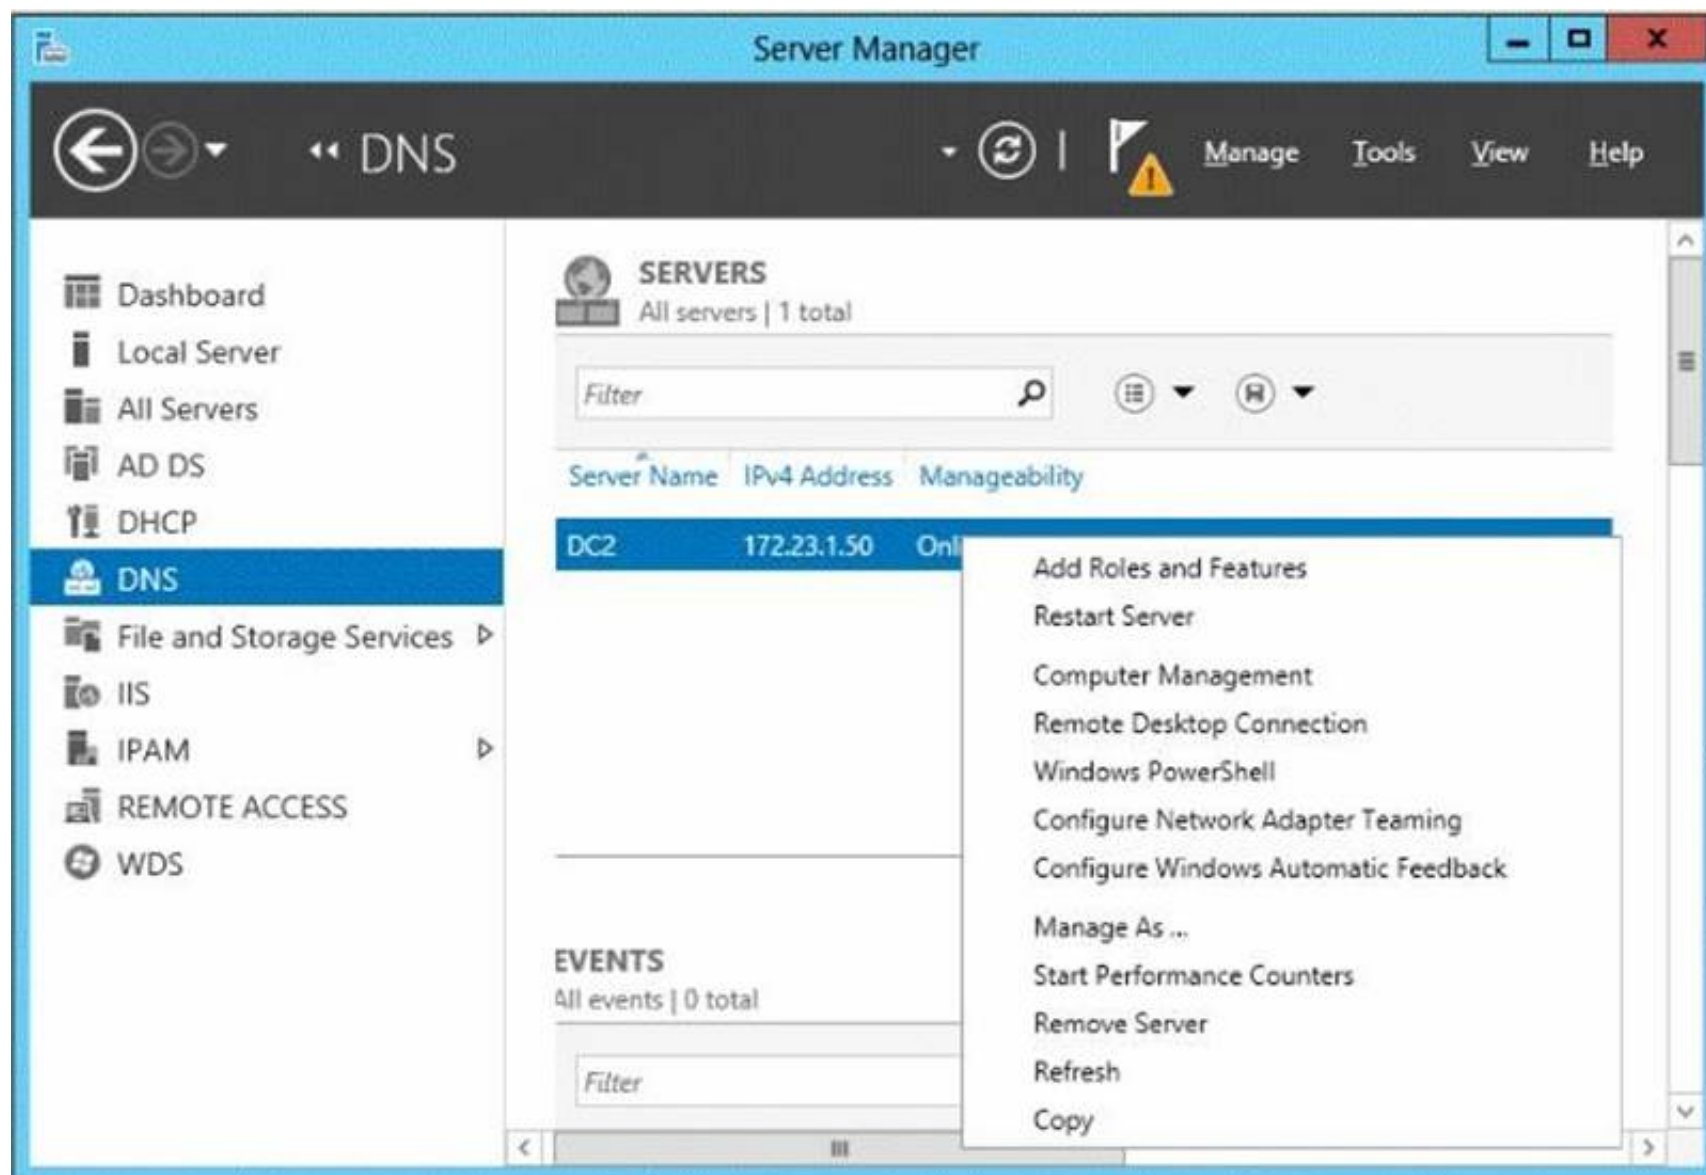 Server Manager
DNS
Manage Tools View Help
Dashboard
Local Server
All Servers
AD DS
DHCP
DNS
File and Storage Services
IIS
IPAM
REMOTE ACCESS
WDS
SERVERS
All servers | 1 total
Filter
Server Name IPv4 Address Manageability
DC2 172.23.1.50 Onl
Add Roles and Features
Restart Server
Computer Management
Remote Desktop Connection
Windows PowerShell
Configure Network Adapter Teaming
Configure Windows Automatic Feedback
Manage As ...
Start Performance Counters
Remove Server
Refresh
Copy
EVENTS
All events | 0 total
Filter